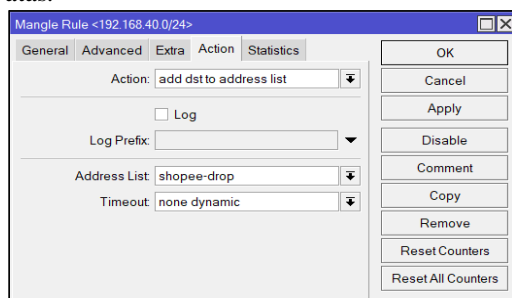 Mangle Rule <192.168.40.0/24>
General Advanced Extra Action Statistics
OK
Action: add dst to address list
Cancel
Log
Apply
Log Prefix:
Disable
Address List: shopee-drop
Comment
Timeout: none dynamic
Copy
Remove
Reset Counters
Reset All Counters